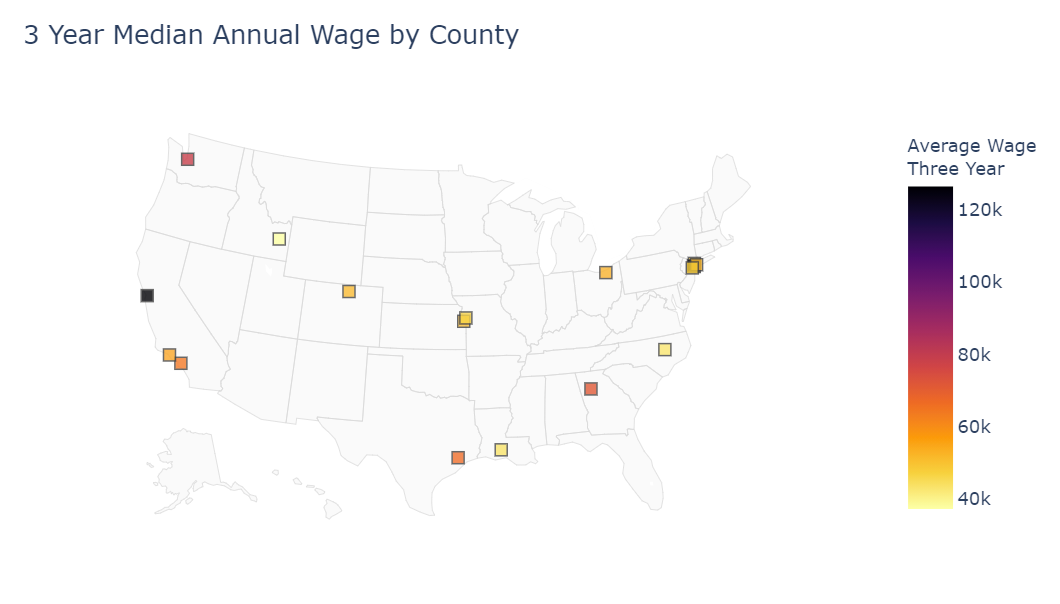 3 Year Median Annual Wage by County
Average Wage
Three Year
120k
100k
80k
60k
40k